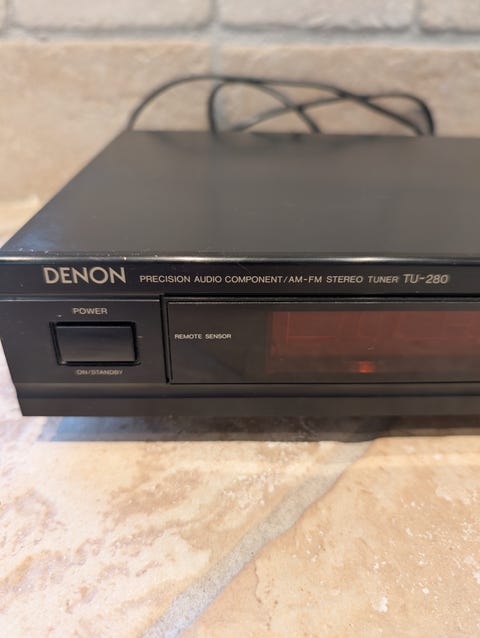 DENON PRECISION AUDIO COMPONENT/AM-FM STEREO TUNER TU-280
POWER
REMOTE SENSOR
ON/STANDBY